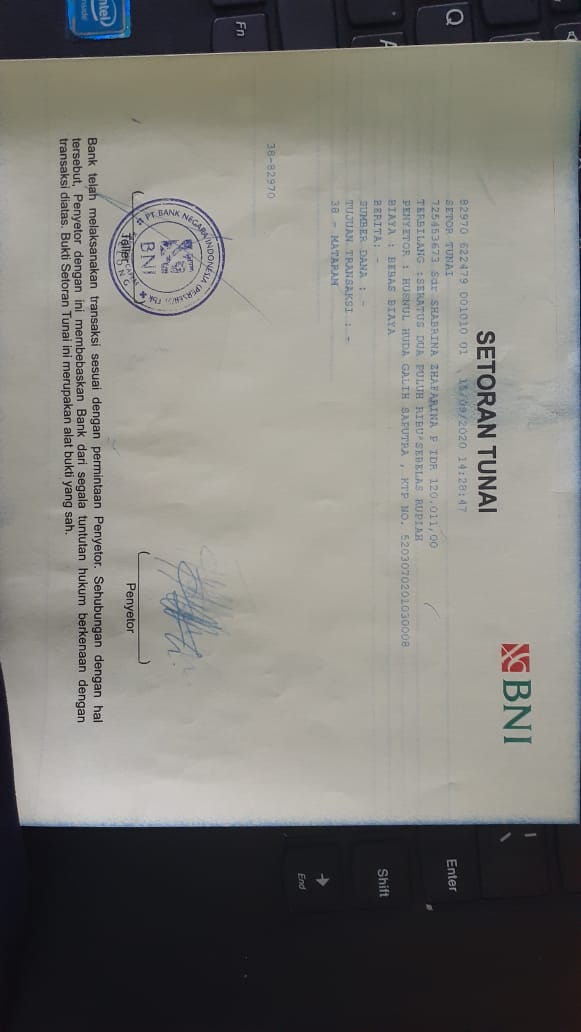 SETORAN TUNAI
BNI
82970 622479 001010 01 15/09/2020 14:28:47
SETOR TUNAI
725453673 Sdr SHABRINA ZHAFARINA P IDR 120.011,00
TERBILANG :SERATUS DUA PULUH RIBU SEBELAS RUPIAH
PENYETOR : HUSNUL HUDA GALIH SAPUTRA , KTP NO. 5203070201030008
BIAYA : BEBAS BIAYA
BERITA:
SUMBER DANA : -
TUJUAN TRANSAKSI : -
38 - MATARAM
38-82970
PT. BANK NEGARA INDONESIA (PERSERO) TBK
BNI
Teller
Penyetor
Bank telah melaksanakan transaksi sesuai dengan permintaan Penyetor. Sehubungan dengan hal
tersebut, Penyetor dengan ini membebaskan Bank dari segala tuntutan hukum berkenaan dengan
transaksi diatas. Bukti Setoran Tunai ini merupakan alat bukti yang sah.
intel
Fn
Q
A
Enter
Shift
End